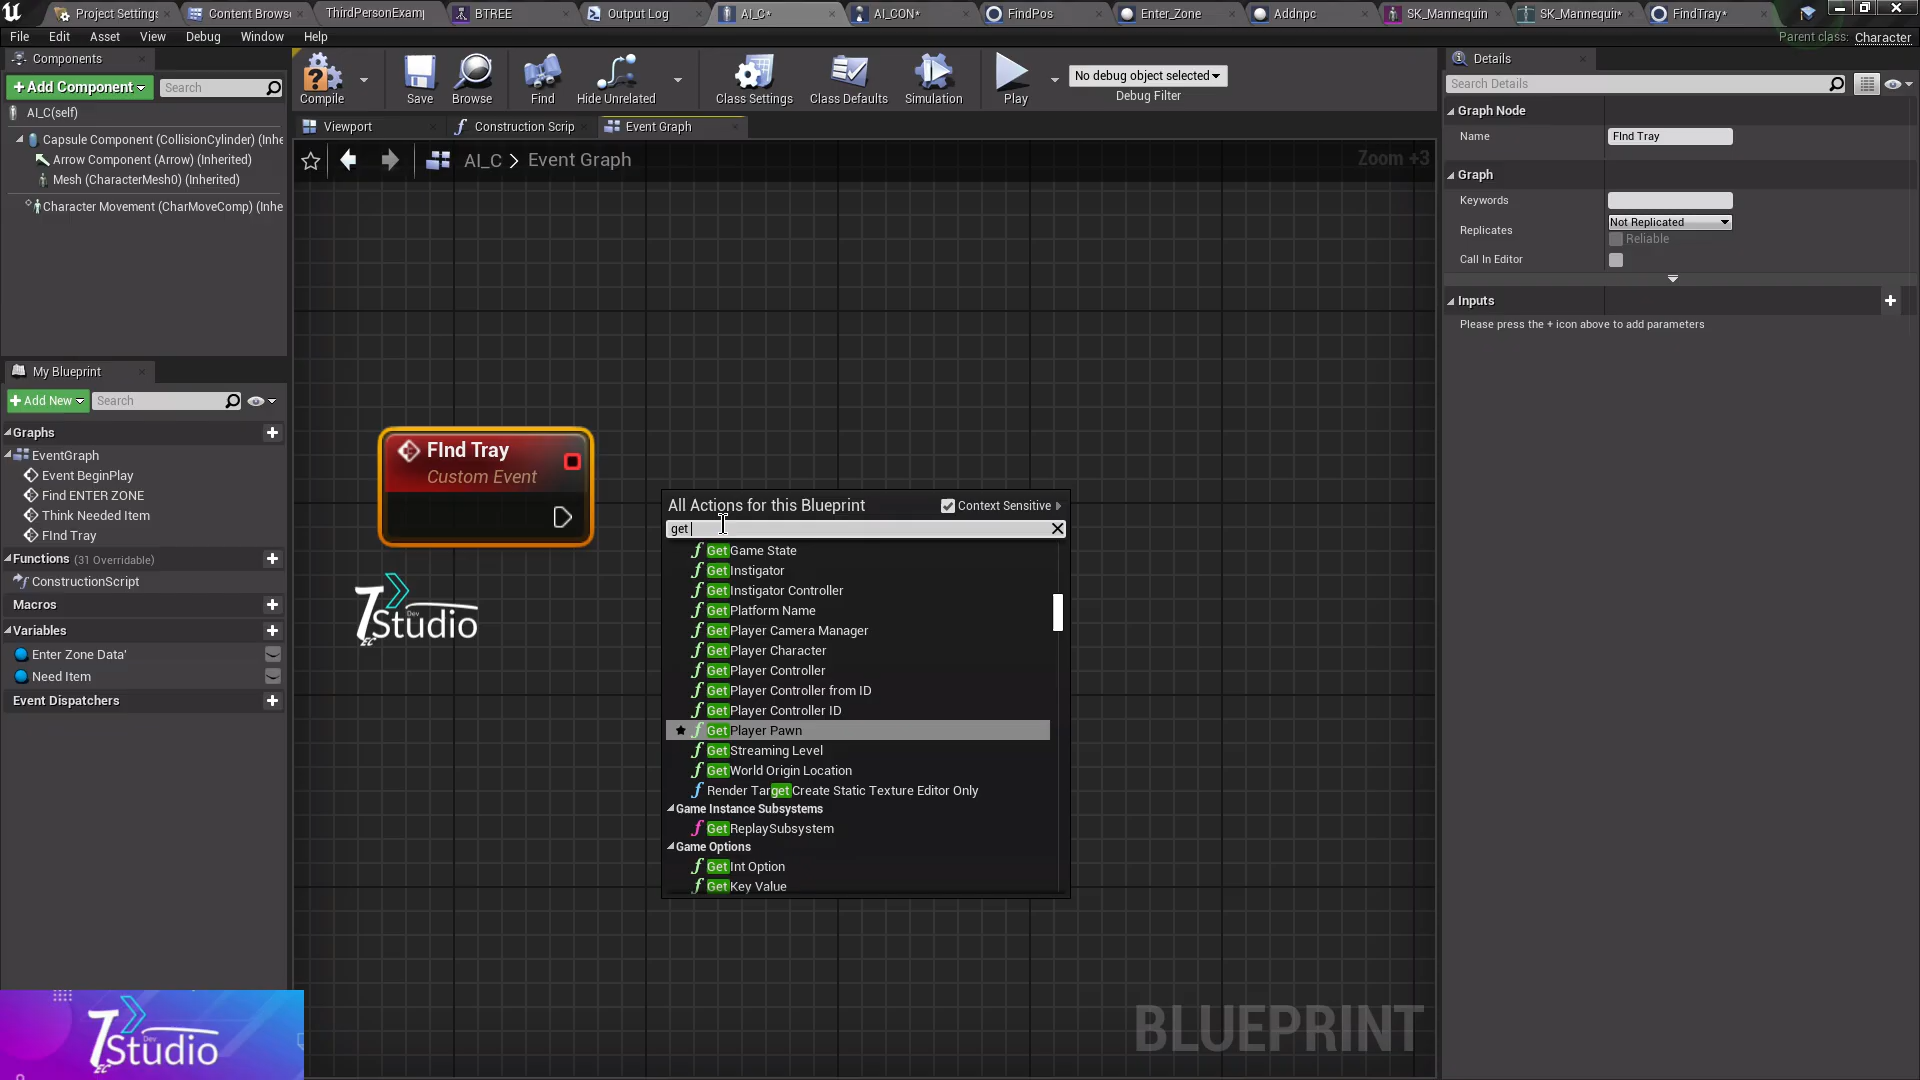 Project Settings
Content Brows
ThirdPersonExam
BTREE
Output Log
AI_C*
AI_CON*
FindPos
Enter_Zone
Addnpc
SK_Mannequin
SK_Mannequin*
FindTray*
File
Edit
Asset
View
Debug
Window
Help
Parent class: Character
Components
+Add Component
Search
AI_C(self)
Capsule Component (CollisionCylinder) (Inhe
Arrow Component (Arrow) (Inherited)
Mesh (CharacterMesh0) (Inherited)
Character Movement (CharMoveComp) (Inhe
Compile
Save
Browse
Find
Hide Unrelated
Class Settings
Class Defaults
Simulation
Play
No debug object selected
Debug Filter
Viewport
Construction Scrip
Event Graph
AI_C > Event Graph
Zoom +3
My Blueprint
+Add New
Search
Graphs
EventGraph
Event BeginPlay
Find ENTER ZONE
Think Needed Item
FInd Tray
Functions (31 Overridable)
ConstructionScript
Macros
Variables
Enter Zone Data'
Need Item
Event Dispatchers
FInd Tray
Custom Event
Dev
Studio
All Actions for this Blueprint
Context Sensitive
get
Get Game State
Get Instigator
Get Instigator Controller
Get Platform Name
Get Player Camera Manager
Get Player Character
Get Player Controller
Get Player Controller from ID
Get Player Controller ID
Get Player Pawn
Get Streaming Level
Get World Origin Location
Render Target Create Static Texture Editor Only
Game Instance Subsystems
Get ReplaySubsystem
Game Options
Get Int Option
Get Key Value
BLUEPRINT
Details
Search Details
Graph Node
Name
FInd Tray
Graph
Keywords
Replicates
Not Replicated
Reliable
Call In Editor
Inputs
Please press the + icon above to add parameters
Studio